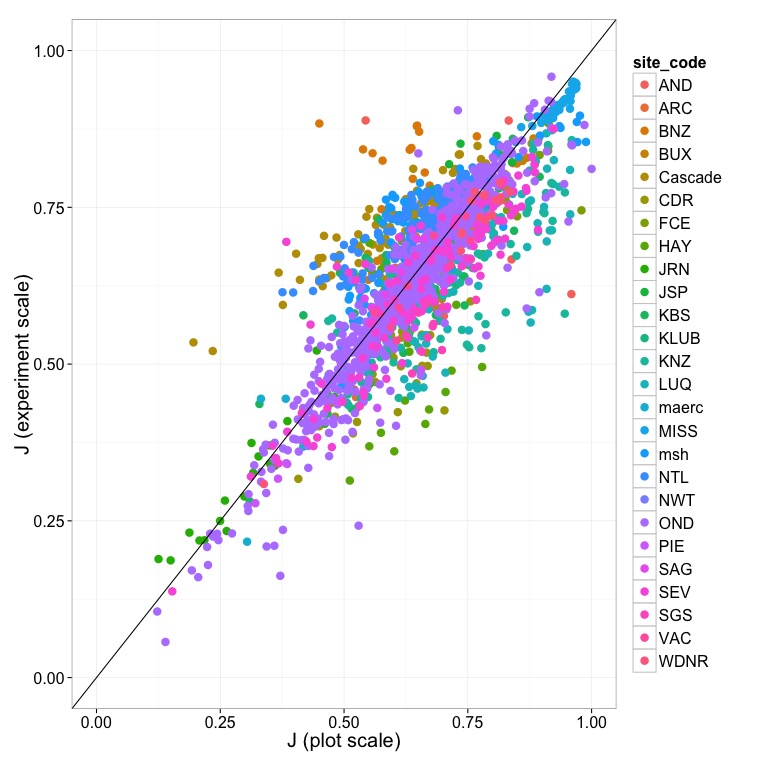 1.00
0.75
0.50
0.25
0.00
J (experiment scale)
0.00 0.25 0.50 0.75 1.00
J (plot scale)
site_code
AND
ARC
BNZ
BUX
Cascade
CDR
FCE
HAY
JRN
JSP
KBS
KLUB
KNZ
LUQ
maerc
MISS
msh
NTL
NWT
OND
PIE
SAG
SEV
SGS
VAC
WDNR